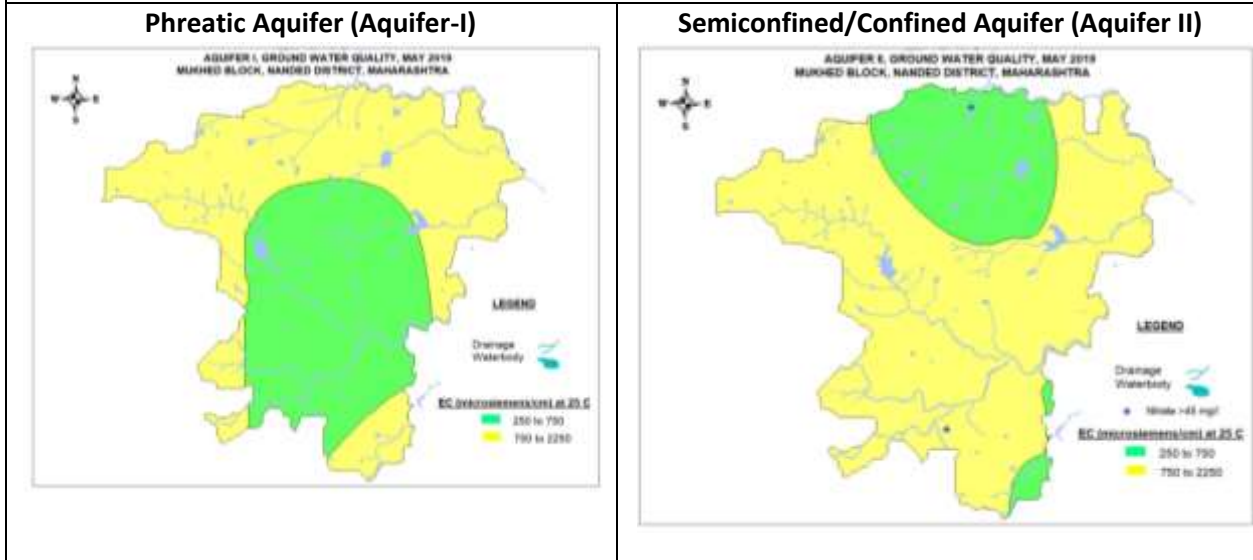 Phreatic Aquifer (Aquifer-I)
AQUIFER I, GROUND WATER QUALITY, MAY 2019
MUKHED BLOCK, NANDED DISTRICT, MAHARASHTRA
N
W E
S
LEGEND
Drainage
Waterbody
EC (microsiemens/cm) at 25 C
250 to 750
750 to 2250
Semiconfined/Confined Aquifer (Aquifer II)
AQUIFER II, GROUND WATER QUALITY, MAY 2019
MUKHED BLOCK, NANDED DISTRICT, MAHARASHTRA
N
W E
S
LEGEND
Drainage
Waterbody
Nitrate >45 mg/l
EC (microsiemens/cm) at 25 C
250 to 750
750 to 2250